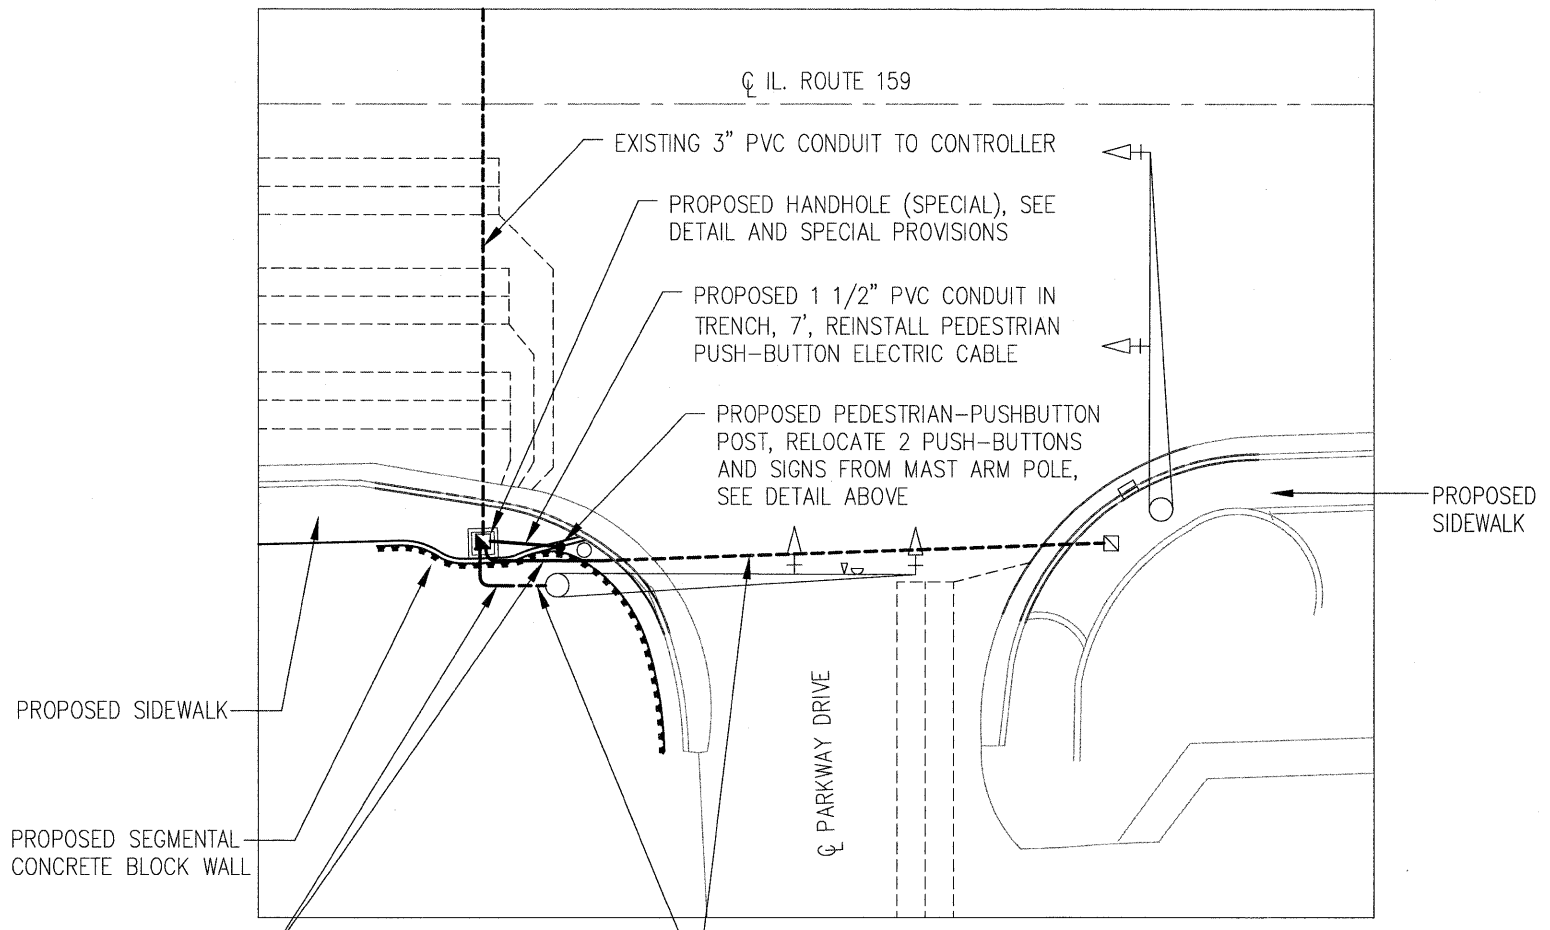 ℄ IL. ROUTE 159
EXISTING 3" PVC CONDUIT TO CONTROLLER
PROPOSED HANDHOLE (SPECIAL), SEE
DETAIL AND SPECIAL PROVISIONS
PROPOSED 1 1/2" PVC CONDUIT IN
TRENCH, 7', REINSTALL PEDESTRIAN
PUSH-BUTTON ELECTRIC CABLE
PROPOSED PEDESTRIAN-PUSHBUTTON
POST, RELOCATE 2 PUSH-BUTTONS
AND SIGNS FROM MAST ARM POLE,
SEE DETAIL ABOVE
PROPOSED
SIDEWALK
PROPOSED SIDEWALK
℄ PARKWAY DRIVE
PROPOSED SEGMENTAL
CONCRETE BLOCK WALL